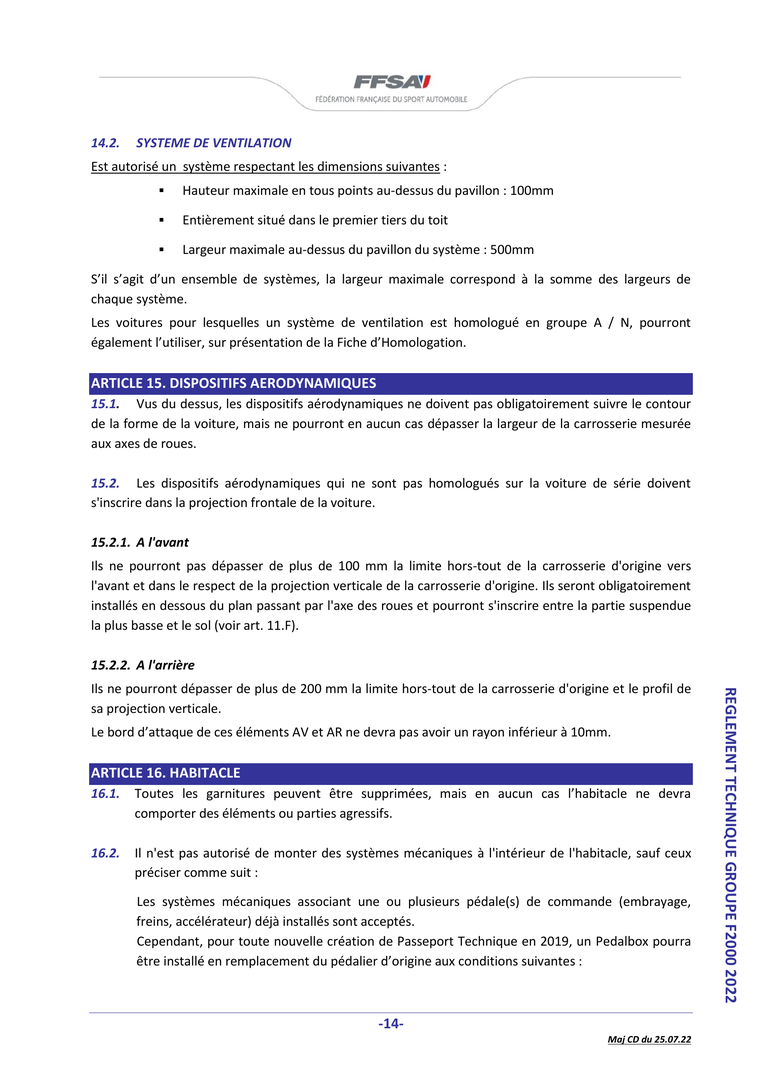 FFSA
FÉDÉRATION FRANÇAISE DU SPORT AUTOMOBILE
14.2. SYSTEME DE VENTILATION
Est autorisé un système respectant les dimensions suivantes :
▪ Hauteur maximale en tous points au-dessus du pavillon : 100mm
▪ Entièrement situé dans le premier tiers du toit
▪ Largeur maximale au-dessus du pavillon du système : 500mm
S’il s’agit d’un ensemble de systèmes, la largeur maximale correspond à la somme des largeurs de
chaque système.
Les voitures pour lesquelles un système de ventilation est homologué en groupe A / N, pourront
également l’utiliser, sur présentation de la Fiche d’Homologation.
ARTICLE 15. DISPOSITIFS AERODYNAMIQUES
15.1. Vus du dessus, les dispositifs aérodynamiques ne doivent pas obligatoirement suivre le contour
de la forme de la voiture, mais ne pourront en aucun cas dépasser la largeur de la carrosserie mesurée
aux axes de roues.
15.2. Les dispositifs aérodynamiques qui ne sont pas homologués sur la voiture de série doivent
s'inscrire dans la projection frontale de la voiture.
15.2.1. A l'avant
Ils ne pourront pas dépasser de plus de 100 mm la limite hors-tout de la carrosserie d'origine vers
l'avant et dans le respect de la projection verticale de la carrosserie d'origine. Ils seront obligatoirement
installés en dessous du plan passant par l'axe des roues et pourront s'inscrire entre la partie suspendue
la plus basse et le sol (voir art. 11.F).
15.2.2. A l'arrière
Ils ne pourront dépasser de plus de 200 mm la limite hors-tout de la carrosserie d'origine et le profil de
sa projection verticale.
Le bord d’attaque de ces éléments AV et AR ne devra pas avoir un rayon inférieur à 10mm.
ARTICLE 16. HABITACLE
16.1. Toutes les garnitures peuvent être supprimées, mais en aucun cas l’habitacle ne devra
comporter des éléments ou parties agressifs.
16.2. Il n'est pas autorisé de monter des systèmes mécaniques à l'intérieur de l'habitacle, sauf ceux
préciser comme suit :
Les systèmes mécaniques associant une ou plusieurs pédale(s) de commande (embrayage,
freins, accélérateur) déjà installés sont acceptés.
Cependant, pour toute nouvelle création de Passeport Technique en 2019, un Pedalbox pourra
être installé en remplacement du pédalier d’origine aux conditions suivantes :
REGLEMENT TECHNIQUE GROUPE F2000 2022
-14-
Maj CD du 25.07.22